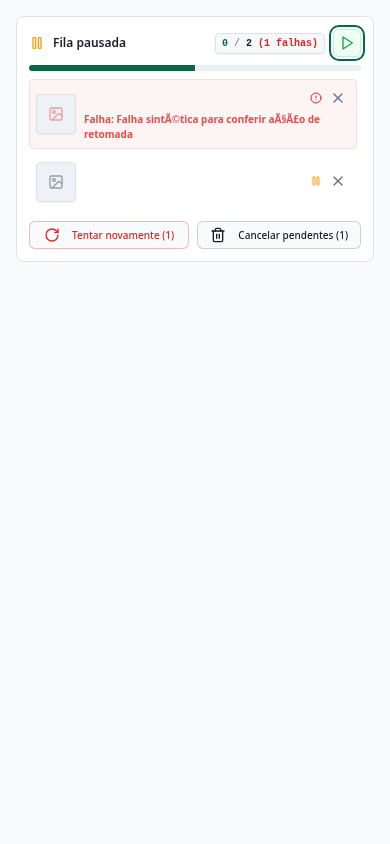 Fila pausada
0 / 2 (1 falhas)
Falha: Falha sintÃ©tica para conferir aÃ§Ã£o de
retomada
Tentar novamente (1)
Cancelar pendentes (1)